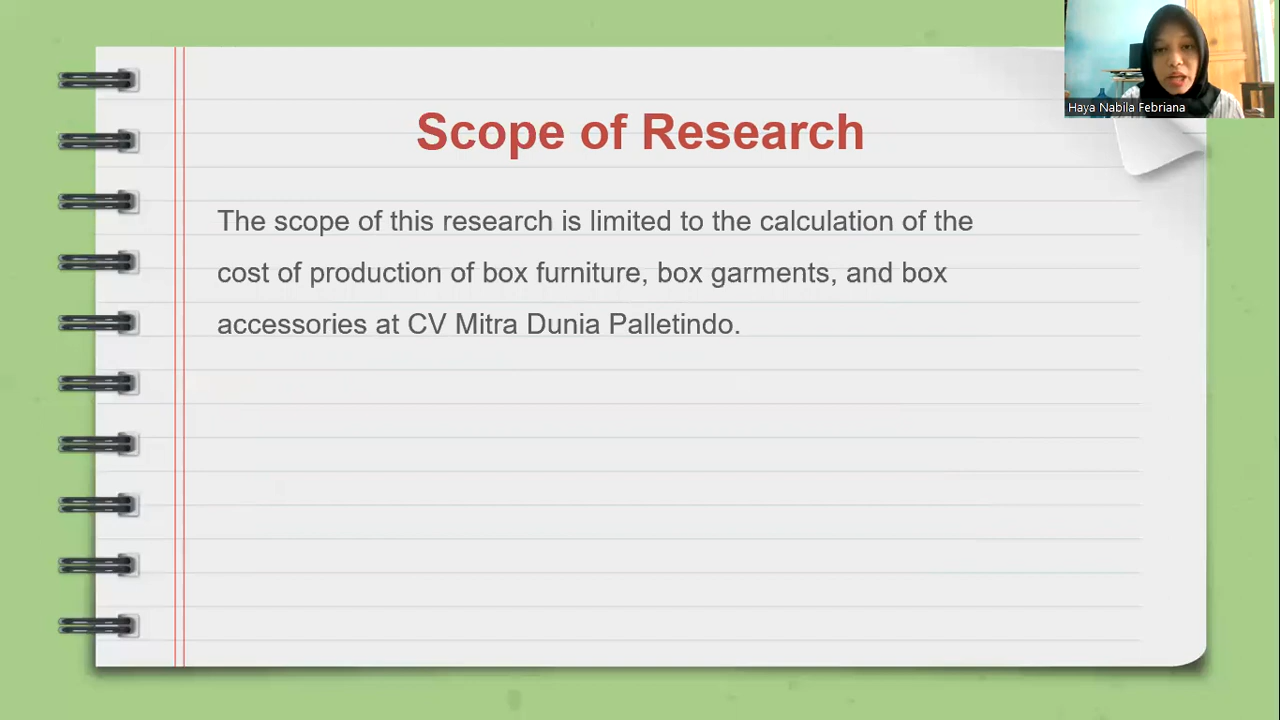 Haya Nabila Febriana
Scope of Research
The scope of this research is limited to the calculation of the
cost of production of box furniture, box garments, and box
accessories at CV Mitra Dunia Palletindo.